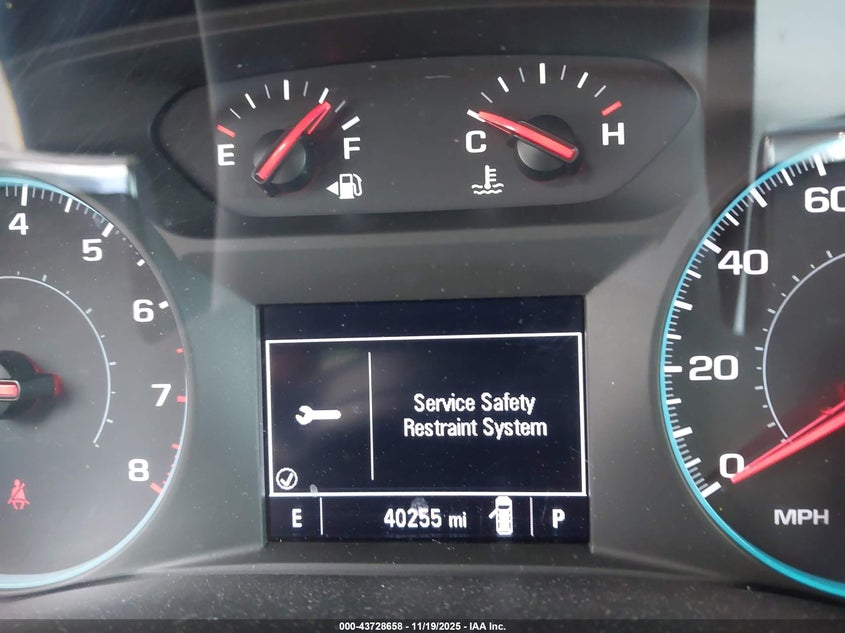 E F
C H
4
5
6
7
8
60
40
20
0
MPH
Service Safety
Restraint System
E 40255 mi P
000-43728658 - 11/19/2025 - IAA Inc.